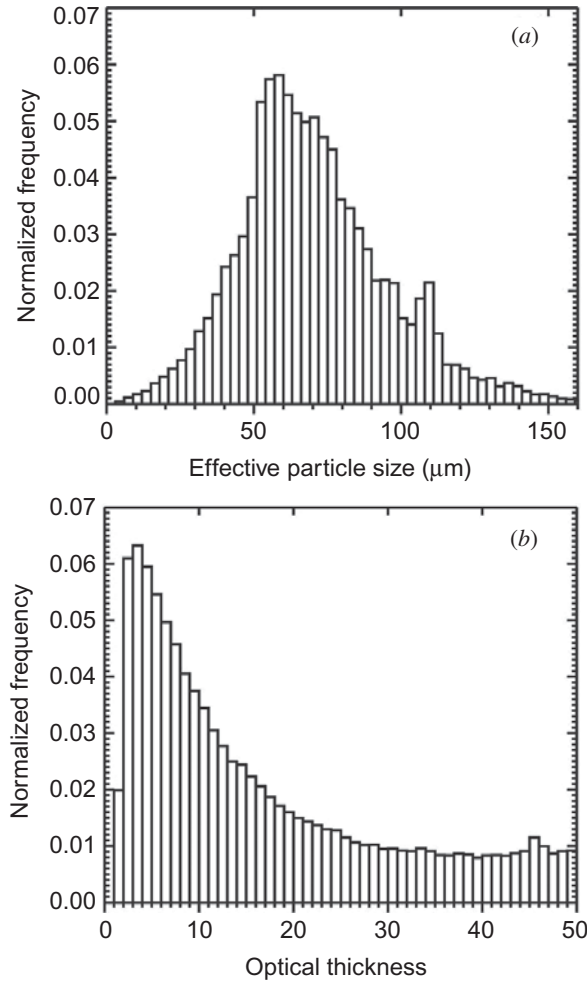 0.07
(a)
0.06
0.05
0.04
0.03
0.02
0.01
0.00
Normalized frequency
0 50 100 150
Effective particle size (μm)
0.07
(b)
0.06
0.05
0.04
0.03
0.02
0.01
0.00
Normalized frequency
0 10 20 30 40 50
Optical thickness